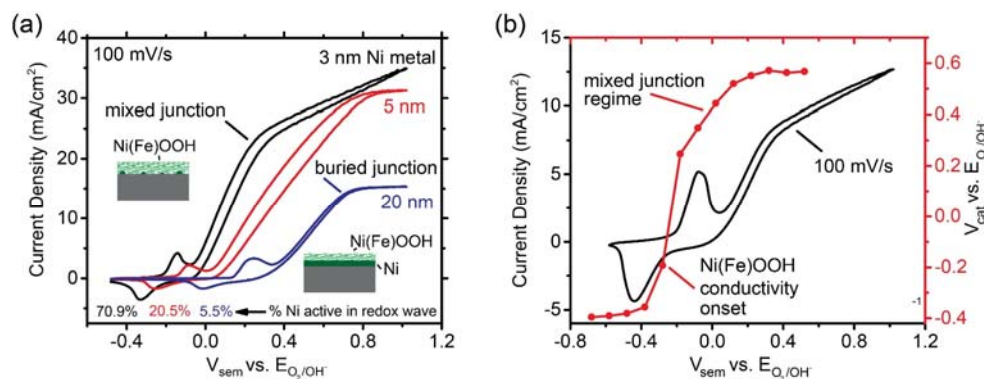 (a)
100 mV/s
3 nm Ni metal
mixed junction
5 nm
Ni(Fe)OOH
buried junction
20 nm
Ni(Fe)OOH
Ni
70.9% 20.5% 5.5% % Ni active in redox wave
Current Density (mA/cm²)
40
30
20
10
0
-0.4 0.0 0.4 0.8 1.2
V_sem vs. E_O₂/OH⁻
(b)
mixed junction
regime
100 mV/s
Ni(Fe)OOH
conductivity
onset
-1
Current Density (mA/cm²)
15
10
5
0
-5
-0.8 -0.4 0.0 0.4 0.8 1.2
V_sem vs. E_O₂/OH⁻
0.6
0.4
0.2
0.0
-0.2
-0.4
V_cat vs. E_O₂/OH⁻